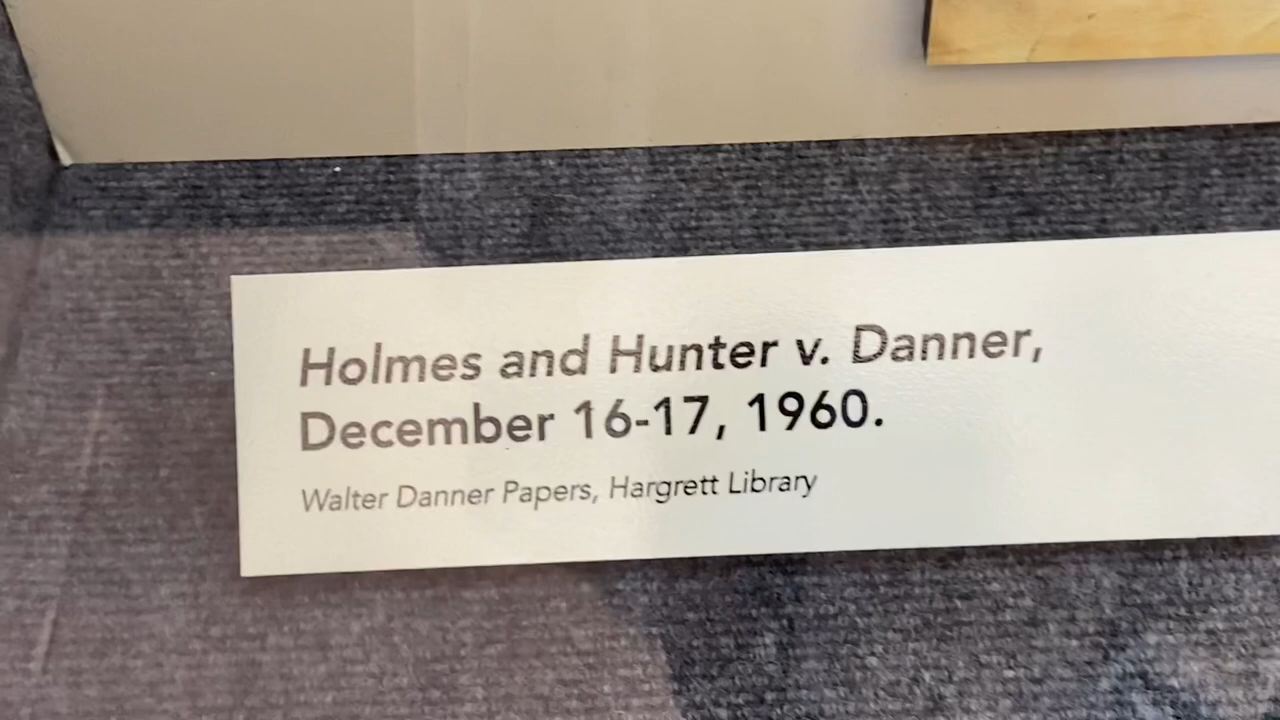 Holmes and Hunter v. Danner,
December 16-17, 1960.
Walter Danner Papers, Hargrett Library